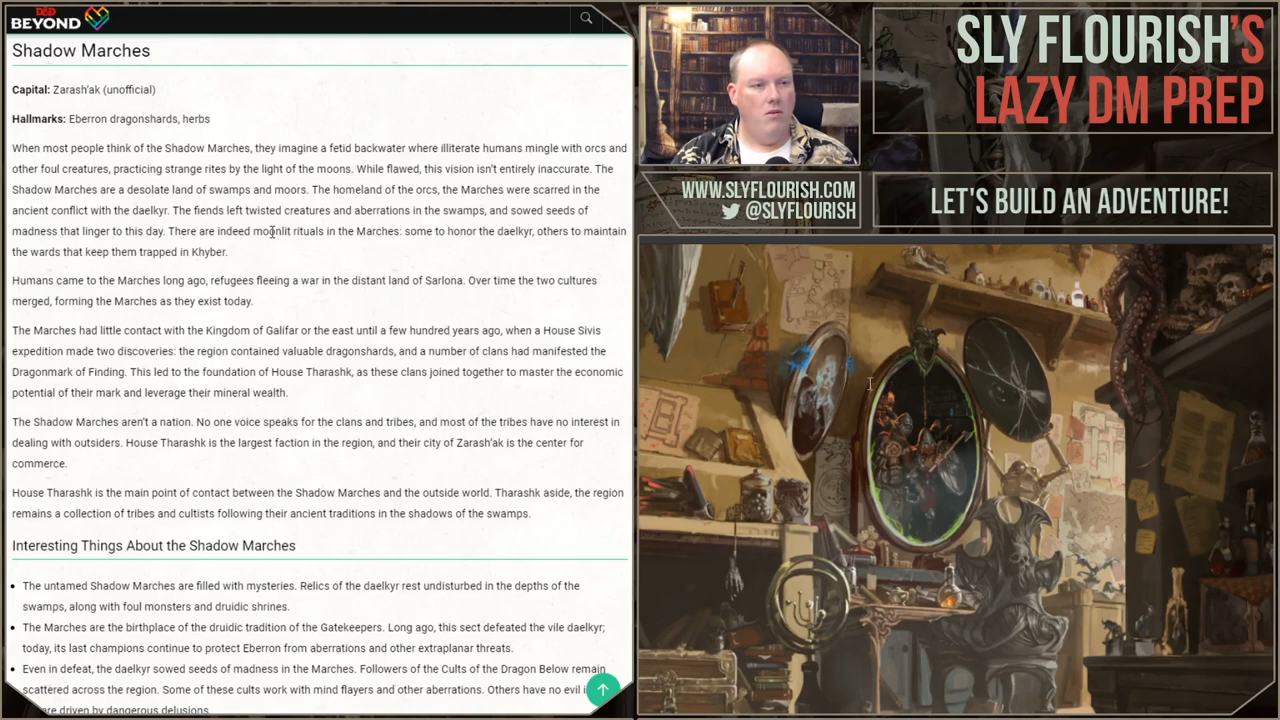 D&D
BEYOND
Shadow Marches
Capital: Zarash'ak (unofficial)
Hallmarks: Eberron dragonshards, herbs
When most people think of the Shadow Marches, they imagine a fetid backwater where illiterate humans mingle with orcs and
other foul creatures, practicing strange rites by the light of the moons. While flawed, this vision isn't entirely inaccurate. The
Shadow Marches are a desolate land of swamps and moors. The homeland of the orcs, the Marches were scarred in the
ancient conflict with the daelkyr. The fiends left twisted creatures and aberrations in the swamps, and sowed seeds of
madness that linger to this day. There are indeed moonlit rituals in the Marches: some to honor the daelkyr, others to maintain
the wards that keep them trapped in Khyber.
Humans came to the Marches long ago, refugees fleeing a war in the distant land of Sarlona. Over time the two cultures
merged, forming the Marches as they exist today.
The Marches had little contact with the Kingdom of Galifar or the east until a few hundred years ago, when a House Sivis
expedition made two discoveries: the region contained valuable dragonshards, and a number of clans had manifested the
Dragonmark of Finding. This led to the foundation of House Tharashk, as these clans joined together to master the economic
potential of their mark and leverage their mineral wealth.
The Shadow Marches aren't a nation. No one voice speaks for the clans and tribes, and most of the tribes have no interest in
dealing with outsiders. House Tharashk is the largest faction in the region, and their city of Zarash'ak is the center for
commerce.
House Tharashk is the main point of contact between the Shadow Marches and the outside world. Tharashk aside, the region
remains a collection of tribes and cultists following their ancient traditions in the shadows of the swamps.
Interesting Things About the Shadow Marches
The untamed Shadow Marches are filled with mysteries. Relics of the daelkyr rest undisturbed in the depths of the
swamps, along with foul monsters and druidic shrines.
The Marches are the birthplace of the druidic tradition of the Gatekeepers. Long ago, this sect defeated the vile daelkyr;
today, its last champions continue to protect Eberron from aberrations and other extraplanar threats.
Even in defeat, the daelkyr sowed seeds of madness in the Marches. Followers of the Cults of the Dragon Below remain
scattered across the region. Some of these cults work with mind flayers and other aberrations. Others have no evil
are driven by dangerous delusions.
SLY FLOURISH'S
LAZY DM PREP
WWW.SLYFLOURISH.COM
@SLYFLOURISH
LET'S BUILD AN ADVENTURE!